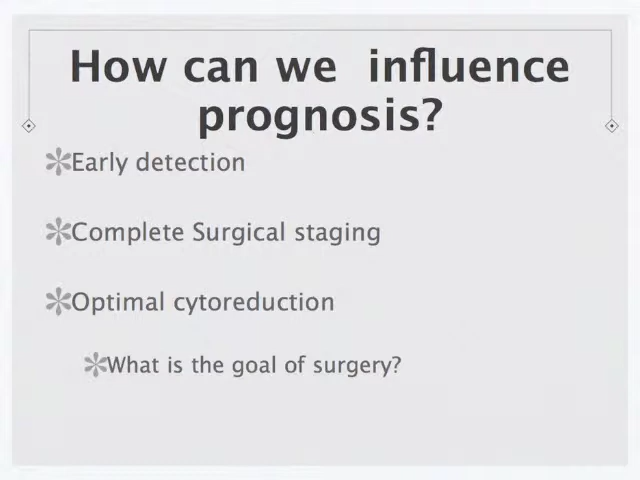 How can we influence
prognosis?
Early detection
Complete Surgical staging
Optimal cytoreduction
What is the goal of surgery?